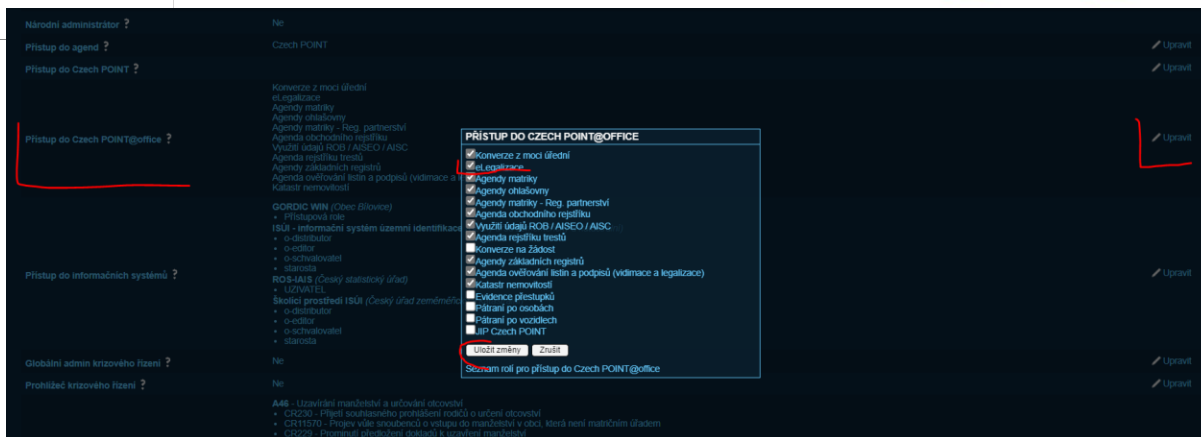 Národní administrátor ? Ne
Přístup do agend ? Czech POINT Upravit
Přístup do Czech POINT ? Upravit
Přístup do Czech POINT@office ? Upravit
Konverze z moci úřední
eLegalizace
Agendy matriky
Agendy ohlašovny
Agendy matriky - Reg. partnerství
Agenda obchodního rejstříku
Využití údajů ROB / AISEO / AISC
Agenda rejstříku trestů
Agendy základních registrů
Agenda ověřování listin a podpisů (vidimace a
Katastr nemovitostí
Přístup do informačních systémů ? Upravit
GORDIC WIN (Obec Bílovice)
• Přístupová role
ISÚI - informační systém územní identifikace
• o-distributor
• o-editor
• o-schvalovatel
• starosta
ROS-IAIS (Český statistický úřad)
• UZIVATEL
Školící prostředí ISÚI (Český úřad zeměměřic
• o-distributor
• o-editor
• o-schvalovatel
• starosta
Globální admin krizového řízení ? Ne Upravit
Prohlížeč krizového řízení ? Ne Upravit
A46 - Uzavírání manželství a určování otcovství
• CR230 - Přijetí souhlasného prohlášení rodičů o určení otcovství
• CR11570 - Projev vůle snoubenců o vstupu do manželství v obci, která není matričním úřadem
• CR229 - Prominutí předložení dokladů k uzavření manželství
PŘÍSTUP DO CZECH POINT@OFFICE
Konverze z moci úřední
eLegalizace
Agendy matriky
Agendy ohlašovny
Agendy matriky - Reg. partnerství
Agenda obchodního rejstříku
Využití údajů ROB / AISEO / AISC
Agenda rejstříku trestů
Konverze na žádost
Agendy základních registrů
Agenda ověřování listin a podpisů (vidimace a legalizace)
Katastr nemovitostí
Evidence přestupků
Pátraní po osobách
Pátraní po vozidlech
JIP Czech POINT
Uložit změny Zrušit
Seznam rolí pro přístup do Czech POINT@office